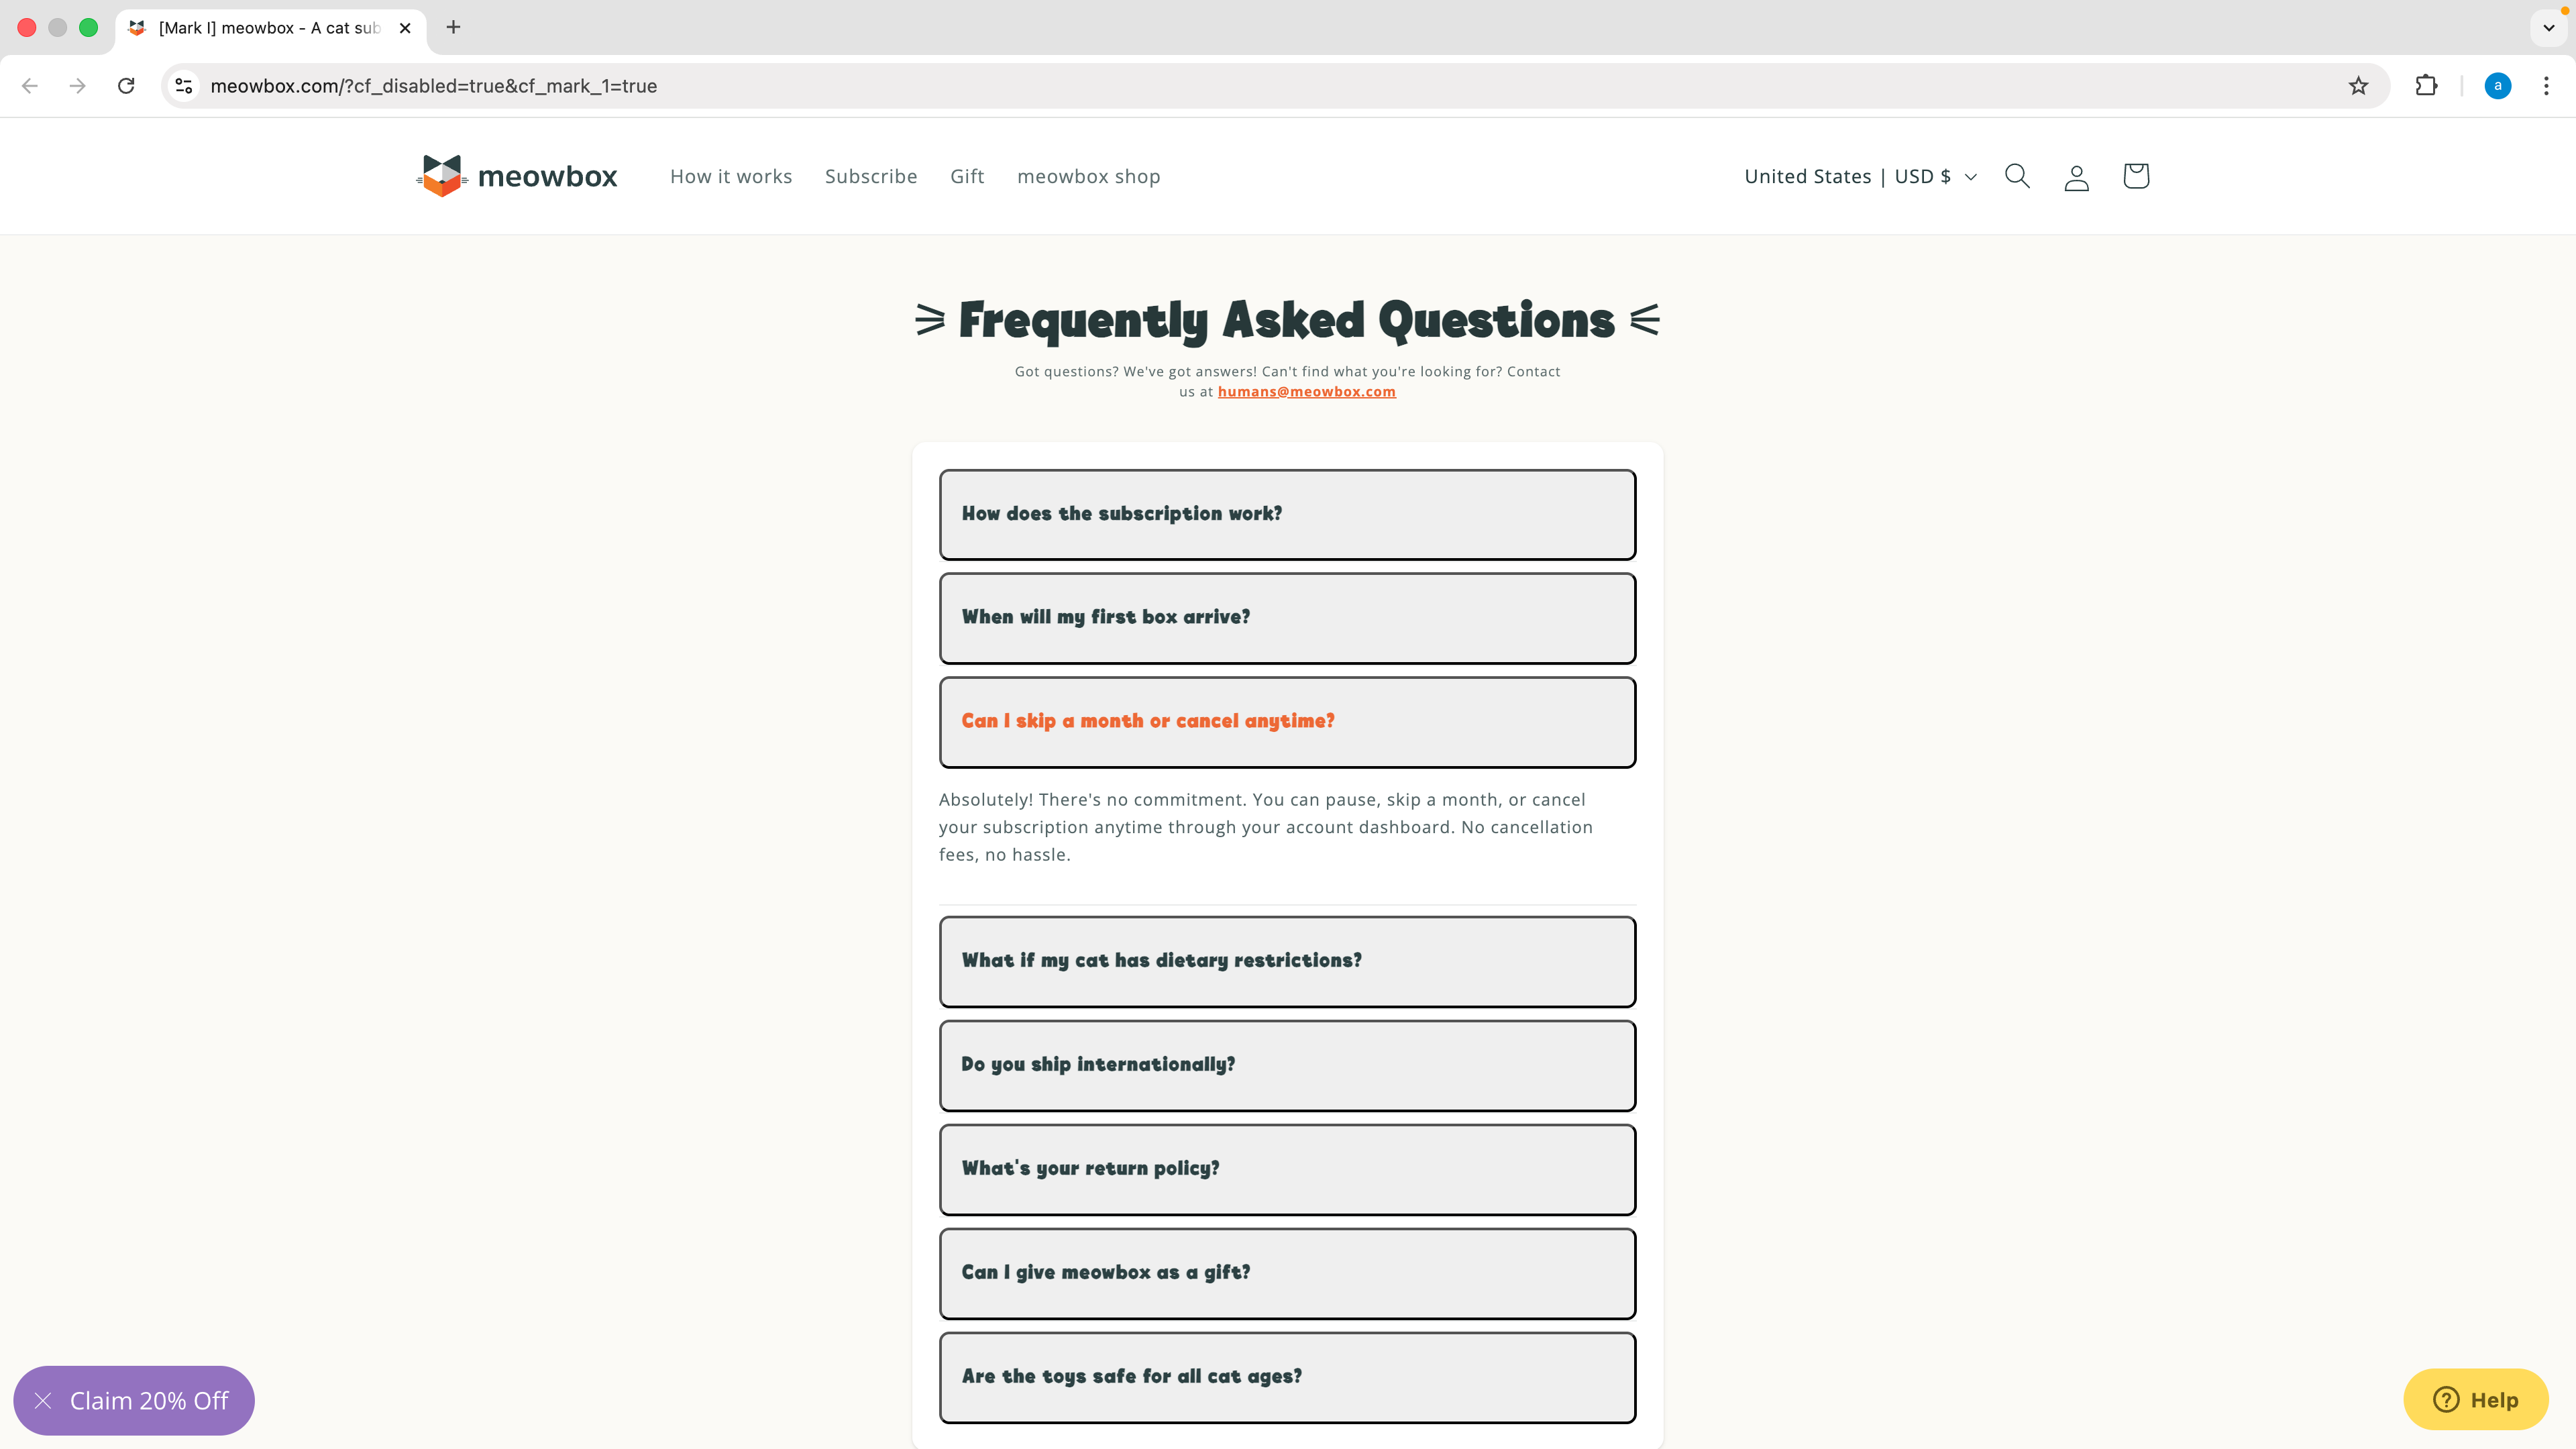 [Mark I] meowbox - A cat sub
meowbox.com/?cf_disabled=true&cf_mark_1=true
a
meowbox
How it works
Subscribe
Gift
meowbox shop
United States | USD $
Frequently Asked Questions
Got questions? We've got answers! Can't find what you're looking for? Contact
us at humans@meowbox.com
How does the subscription work?
When will my first box arrive?
Can I skip a month or cancel anytime?
Absolutely! There's no commitment. You can pause, skip a month, or cancel
your subscription anytime through your account dashboard. No cancellation
fees, no hassle.
What if my cat has dietary restrictions?
Do you ship internationally?
What's your return policy?
Can I give meowbox as a gift?
Are the toys safe for all cat ages?
Claim 20% Off
Help